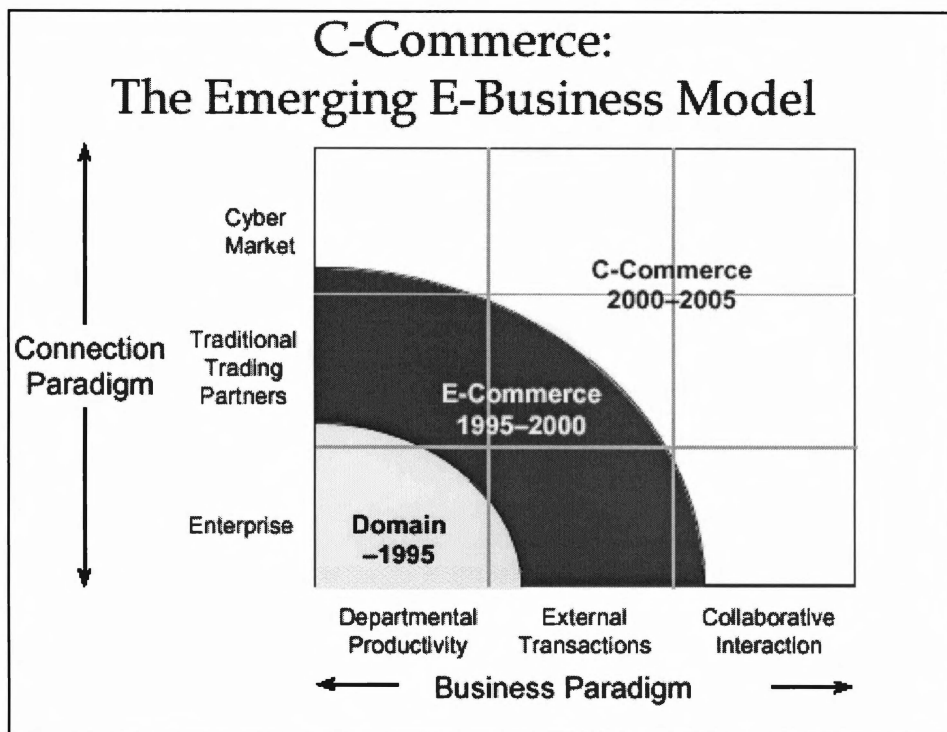 C-Commerce:
The Emerging E-Business Model
Cyber
Market
C-Commerce
2000–2005
Connection
Paradigm
Traditional
Trading
Partners
E-Commerce
1995–2000
Enterprise
Domain
–1995
Departmental
Productivity
External
Transactions
Collaborative
Interaction
Business Paradigm